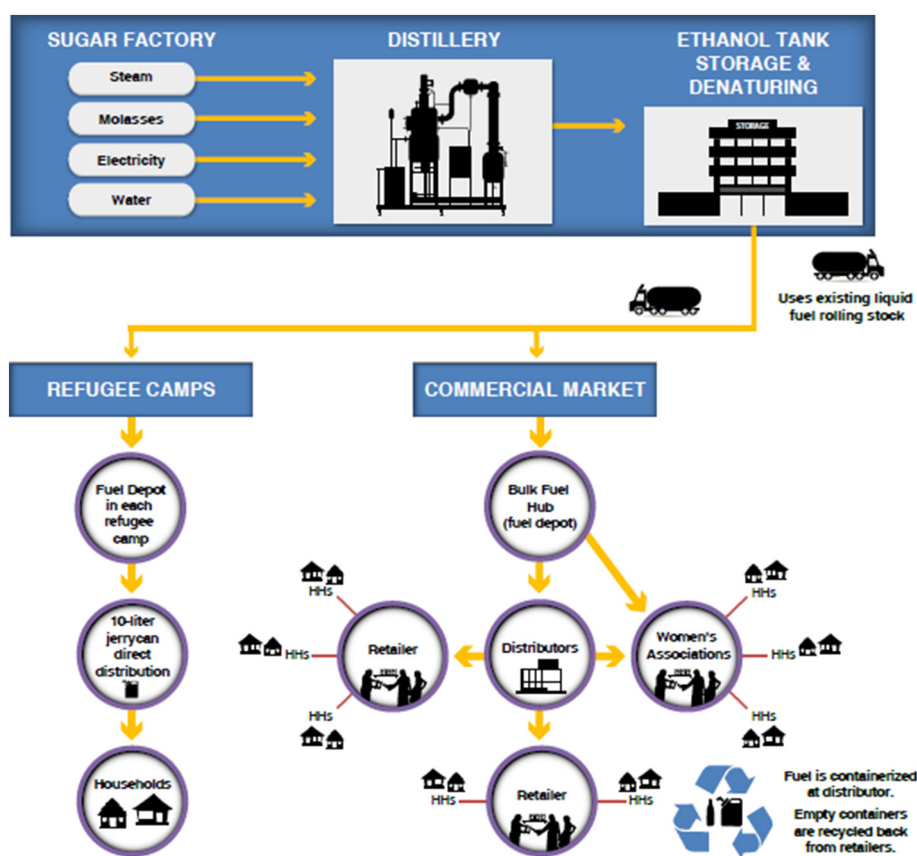 SUGAR FACTORY
Steam
Molasses
Electricity
Water
DISTILLERY
ETHANOL TANK
STORAGE &
DENATURING
STORAGE
Uses existing liquid
fuel rolling stock
REFUGEE CAMPS
COMMERCIAL MARKET
Fuel Depot
in each
refugee
camp
10-liter
jerrycan
direct
distribution
Households
Bulk Fuel
Hub
(fuel depot)
HHs
HHs
HHs
Retailer
Distributors
Women's
Associations
HHs
HHs
HHs
HHs
Retailer
HHs
Fuel is containerized
at distributor.
Empty containers
are recycled back
from retailers.